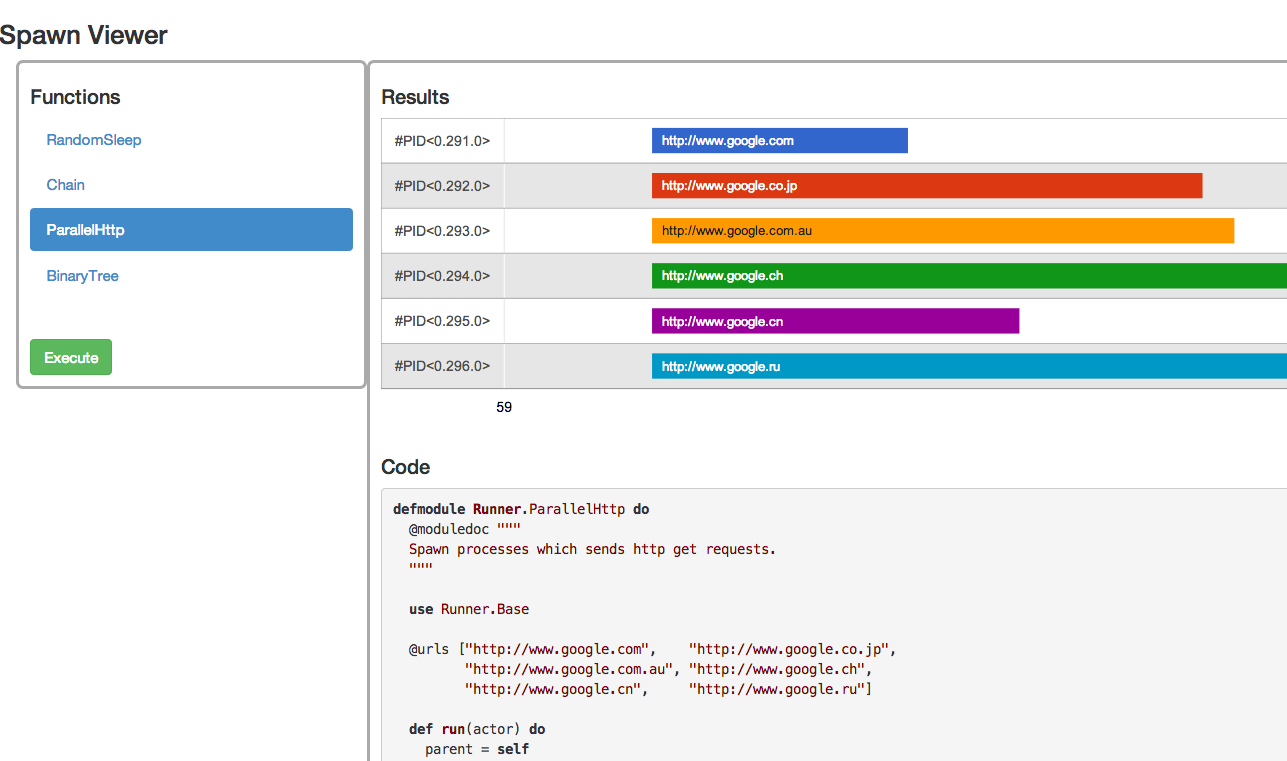 Spawn Viewer
Functions
RandomSleep
Chain
ParallelHttp
BinaryTree
Execute
Results
#PID<0.291.0> http://www.google.com
#PID<0.292.0> http://www.google.co.jp
#PID<0.293.0> http://www.google.com.au
#PID<0.294.0> http://www.google.ch
#PID<0.295.0> http://www.google.cn
#PID<0.296.0> http://www.google.ru
59
Code
defmodule Runner.ParallelHttp do
  @moduledoc """
  Spawn processes which sends http get requests.
  """
  use Runner.Base
  @urls ["http://www.google.com",    "http://www.google.co.jp",
         "http://www.google.com.au", "http://www.google.ch",
         "http://www.google.cn",     "http://www.google.ru"]
  def run(actor) do
    parent = self